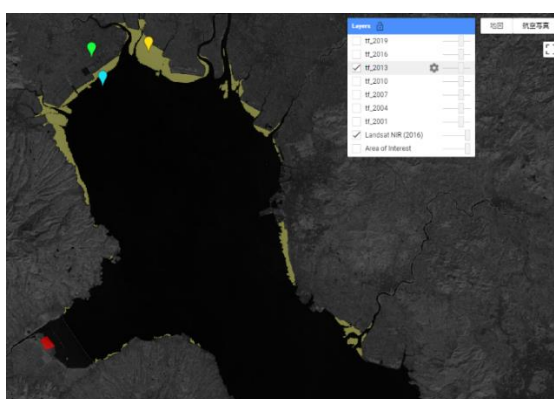 Layers
地図
航空写真
tf_2019
tf_2016
tf_2013
tf_2010
tf_2007
tf_2004
tf_2001
Landsat NIR (2016)
Area of Interest